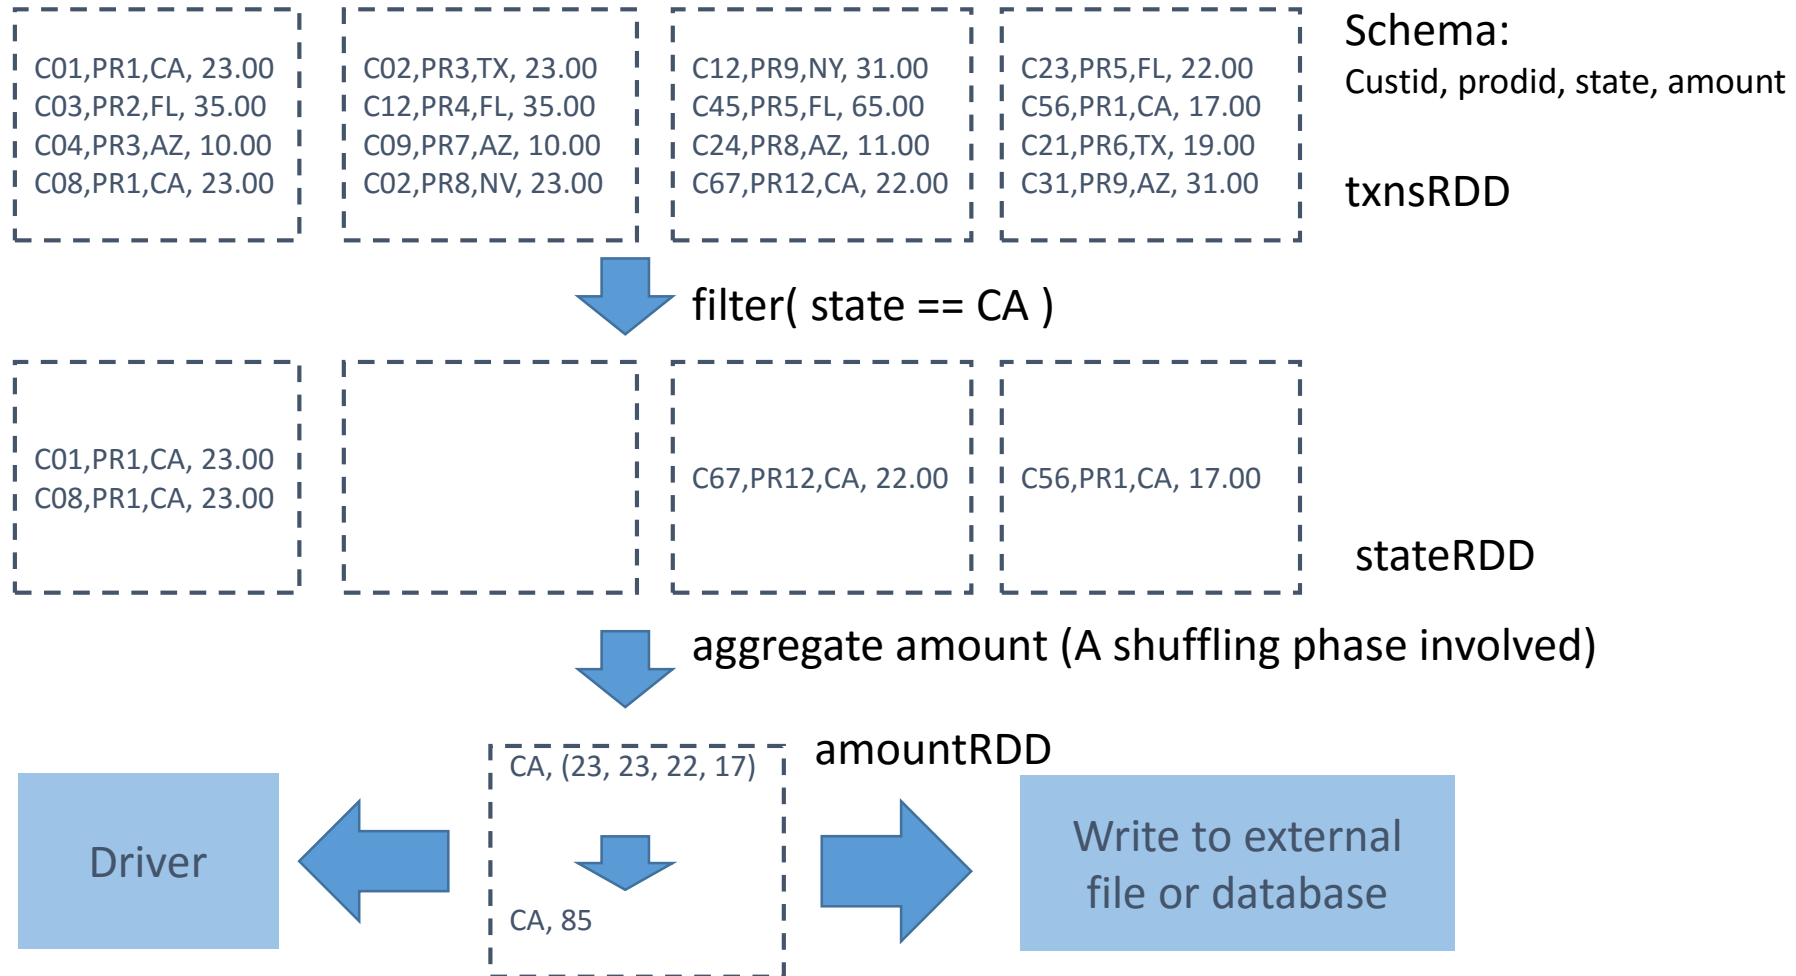 C01,PR1,CA, 23.00
C03,PR2,FL, 35.00
C04,PR3,AZ, 10.00
C08,PR1,CA, 23.00
C02,PR3,TX, 23.00
C12,PR4,FL, 35.00
C09,PR7,AZ, 10.00
C02,PR8,NV, 23.00
C12,PR9,NY, 31.00
C45,PR5,FL, 65.00
C24,PR8,AZ, 11.00
C67,PR12,CA, 22.00
C23,PR5,FL, 22.00
C56,PR1,CA, 17.00
C21,PR6,TX, 19.00
C31,PR9,AZ, 31.00
Schema:
Custid, prodid, state, amount
txnsRDD
filter( state == CA )
C01,PR1,CA, 23.00
C08,PR1,CA, 23.00
C67,PR12,CA, 22.00
C56,PR1,CA, 17.00
stateRDD
aggregate amount (A shuffling phase involved)
amountRDD
CA, (23, 23, 22, 17)
CA, 85
Driver
Write to external
file or database